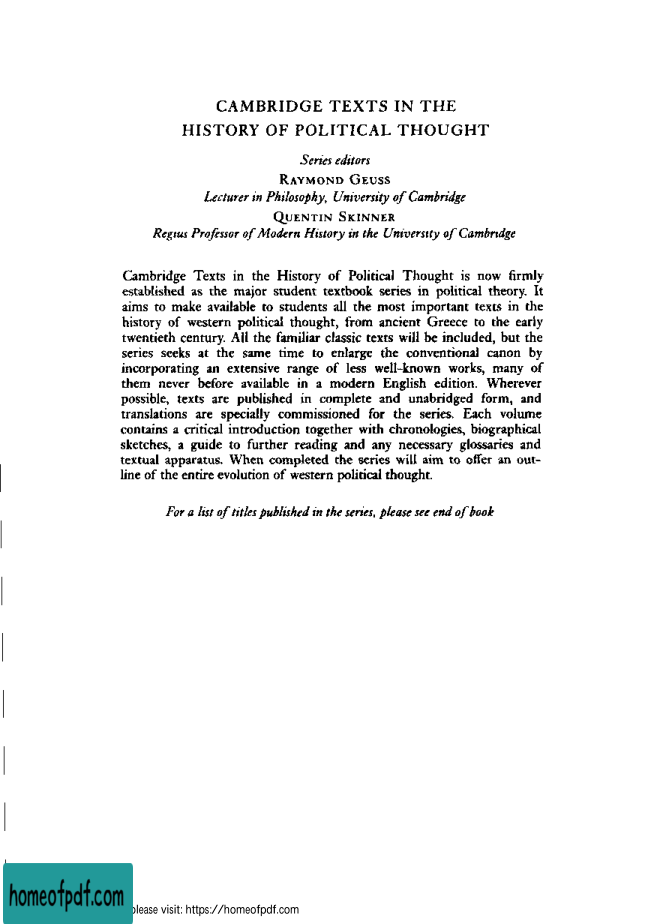 CAMBRIDGE TEXTS IN THE
HISTORY OF POLITICAL THOUGHT
Series editors
RAYMOND GEUSS
Lecturer in Philosophy, University of Cambridge
QUENTIN SKINNER
Regius Professor of Modern History in the University of Cambridge
Cambridge Texts in the History of Political Thought is now firmly
established as the major student textbook series in political theory. It
aims to make available to students all the most important texts in the
history of western political thought, from ancient Greece to the early
twentieth century. All the familiar classic texts will be included, but the
series seeks at the same time to enlarge the conventional canon by
incorporating an extensive range of less well-known works, many of
them never before available in a modern English edition. Wherever
possible, texts are published in complete and unabridged form, and
translations are specially commissioned for the series. Each volume
contains a critical introduction together with chronologies, biographical
sketches, a guide to further reading and any necessary glossaries and
textual apparatus. When completed the series will aim to offer an out-
line of the entire evolution of western political thought.
For a list of titles published in the series, please see end of book
homeofpdf.com
please visit: https://homeofpdf.com